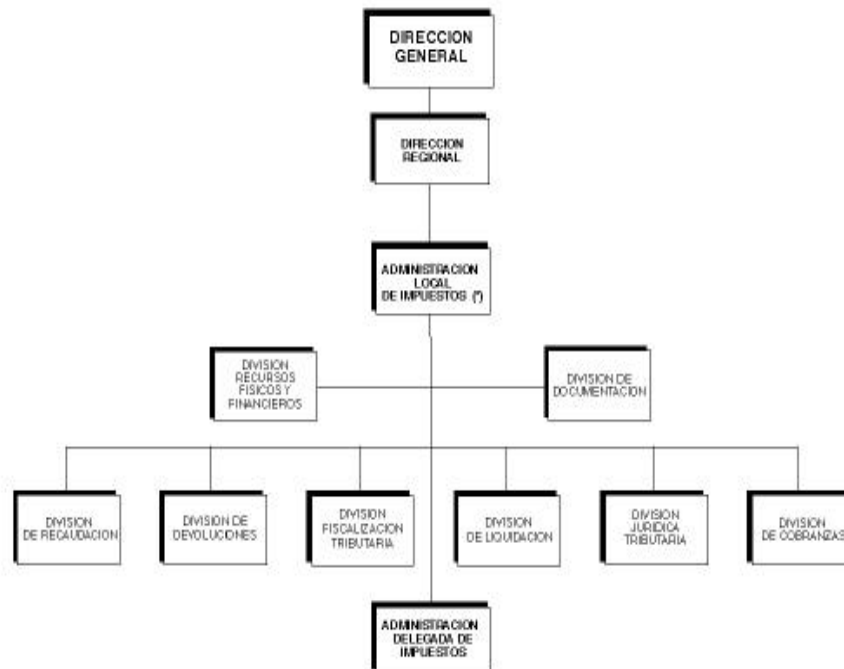 DIRECCION
GENERAL
DIRECCION
REGIONAL
ADMINISTRACION
LOCAL
DE IMPUESTOS (*)
DIVISION
RECURSOS
FISICOS Y
FINANCIEROS
DIVISION DE
DOCUMENTACION
DIVISION
DE RECAUDACION
DIVISION DE
DEVOLUCIONES
DIVISION
FISCALIZACION
TRIBUTARIA
DIVISION
DE LIQUIDACION
DIVISION
JURIDICA
TRIBUTARIA
DIVISION
DE COBRANZAS
ADMINISTRACION
DELEGADA DE
IMPUESTOS